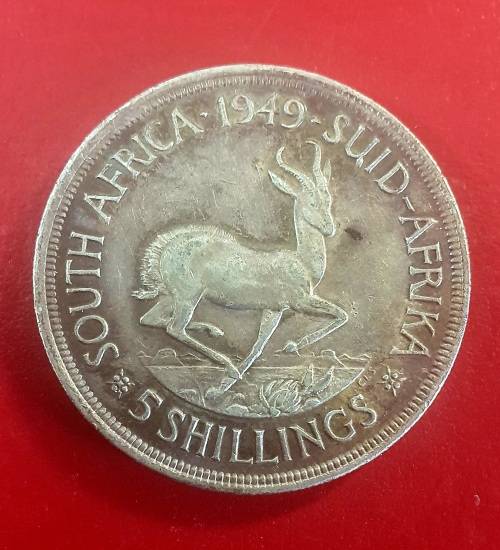 SOUTH AFRICA · 1949 · SUID-AFRIKA
5 SHILLINGS